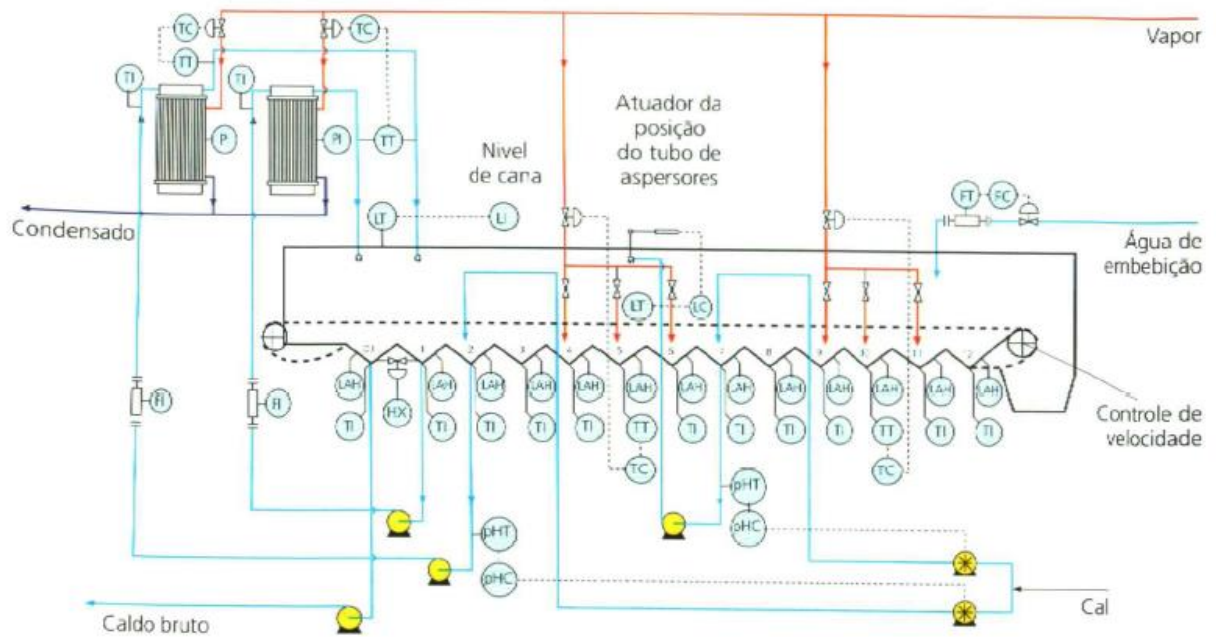 TC
TC
Vapor
TT
TI
TI
Atuador da
posição
do tubo de
aspersores
P
PI
TT
Nivel
de cana
FT
FC
LT
LI
Condensado
Água de
embebição
LT
LC
1
2
3
4
5
6
7
8
9
11
LAH
LAH
LAH
LAH
LAH
LAH
LAH
LAH
LAH
LAH
LAH
LAH
LAH
FI
FI
HX
TI
TI
TI
TI
TI
TT
TI
TI
TI
TI
TT
TI
TI
Controle de
velocidade
TC
TC
pHT
pHC
pHT
pHC
Cal
Caldo bruto